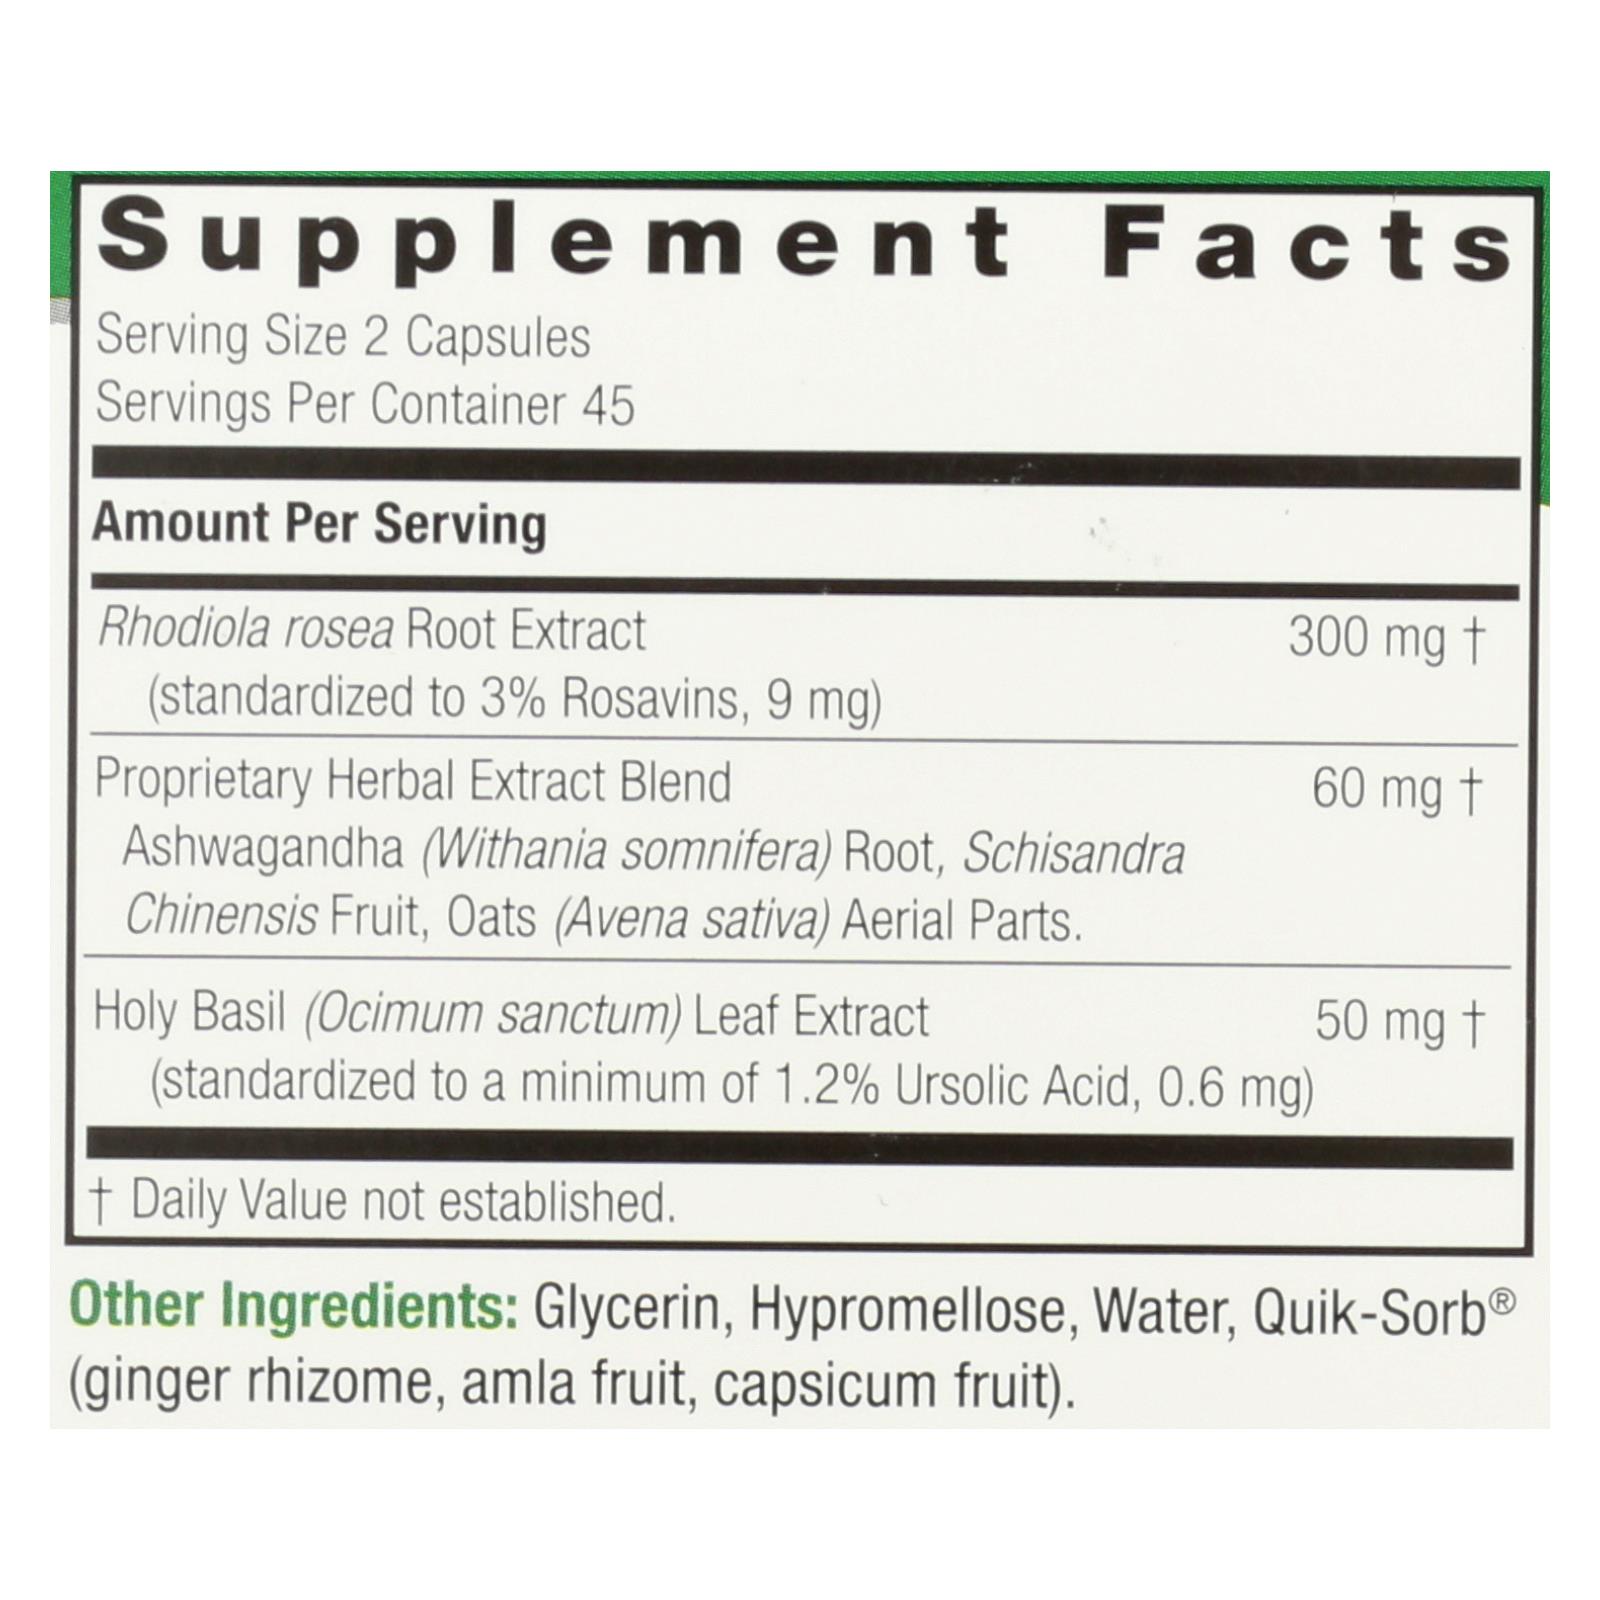 Supplement Facts
Serving Size 2 Capsules
Servings Per Container 45
Amount Per Serving
Rhodiola rosea Root Extract 300 mg †
(standardized to 3% Rosavins, 9 mg)
Proprietary Herbal Extract Blend 60 mg †
Ashwagandha (Withania somnifera) Root, Schisandra
Chinensis Fruit, Oats (Avena sativa) Aerial Parts.
Holy Basil (Ocimum sanctum) Leaf Extract 50 mg †
(standardized to a minimum of 1.2% Ursolic Acid, 0.6 mg)
† Daily Value not established.
Other Ingredients: Glycerin, Hypromellose, Water, Quik-Sorb®
(ginger rhizome, amla fruit, capsicum fruit).